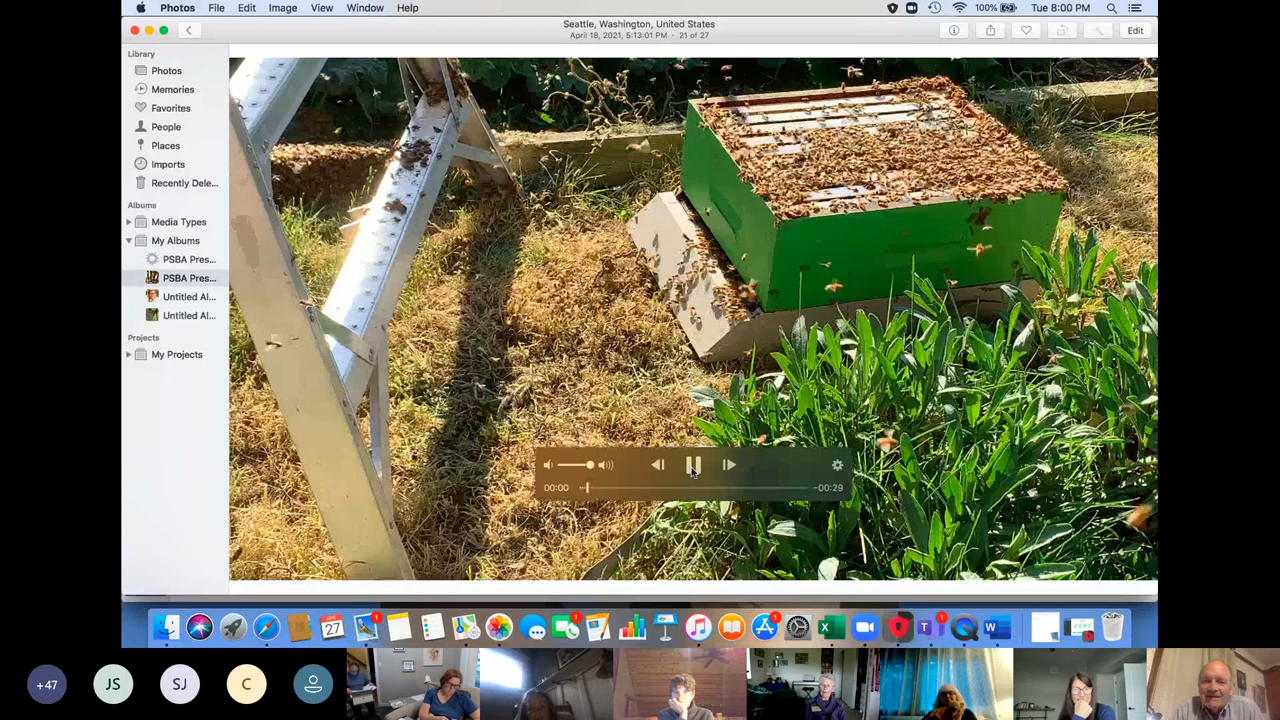 Photos File Edit Image View Window Help 100% Tue 8:00 PM
Seattle, Washington, United States
April 18, 2021, 5:13:01 PM · 21 of 27
Edit
Library
Photos
Memories
Favorites
People
Places
Imports
Recently Dele...
Albums
Media Types
My Albums
PSBA Pres...
PSBA Pres...
Untitled Al...
Untitled Al...
Projects
My Projects
00:00 -00:29
27
+47 JS SJ C